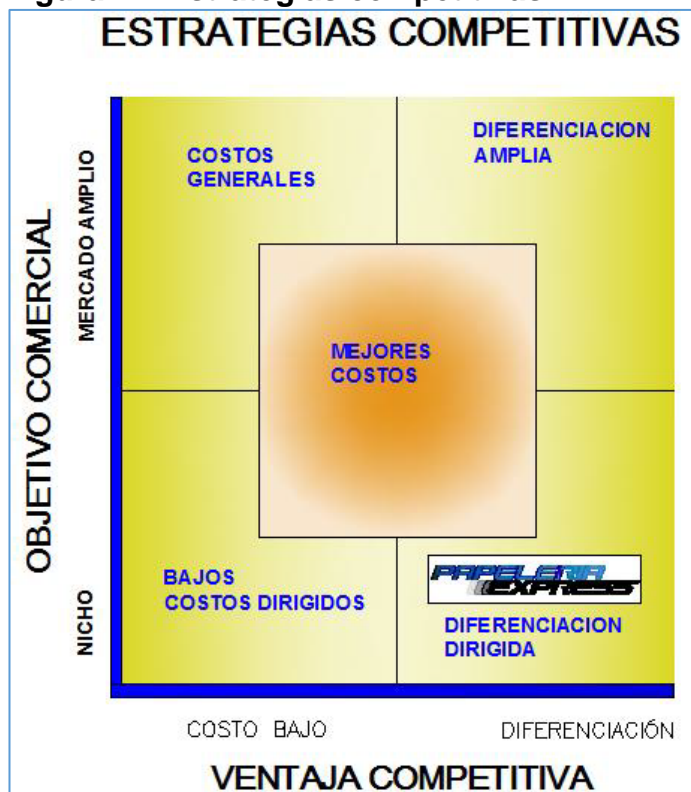 ESTRATEGIAS COMPETITIVAS
OBJETIVO COMERCIAL
MERCADO AMPLIO
NICHO
COSTOS
GENERALES
DIFERENCIACION
AMPLIA
MEJORES
COSTOS
BAJOS
COSTOS DIRIGIDOS
PAPELERIA
EXPRESS
DIFERENCIACION
DIRIGIDA
COSTO BAJO
DIFERENCIACIÓN
VENTAJA COMPETITIVA